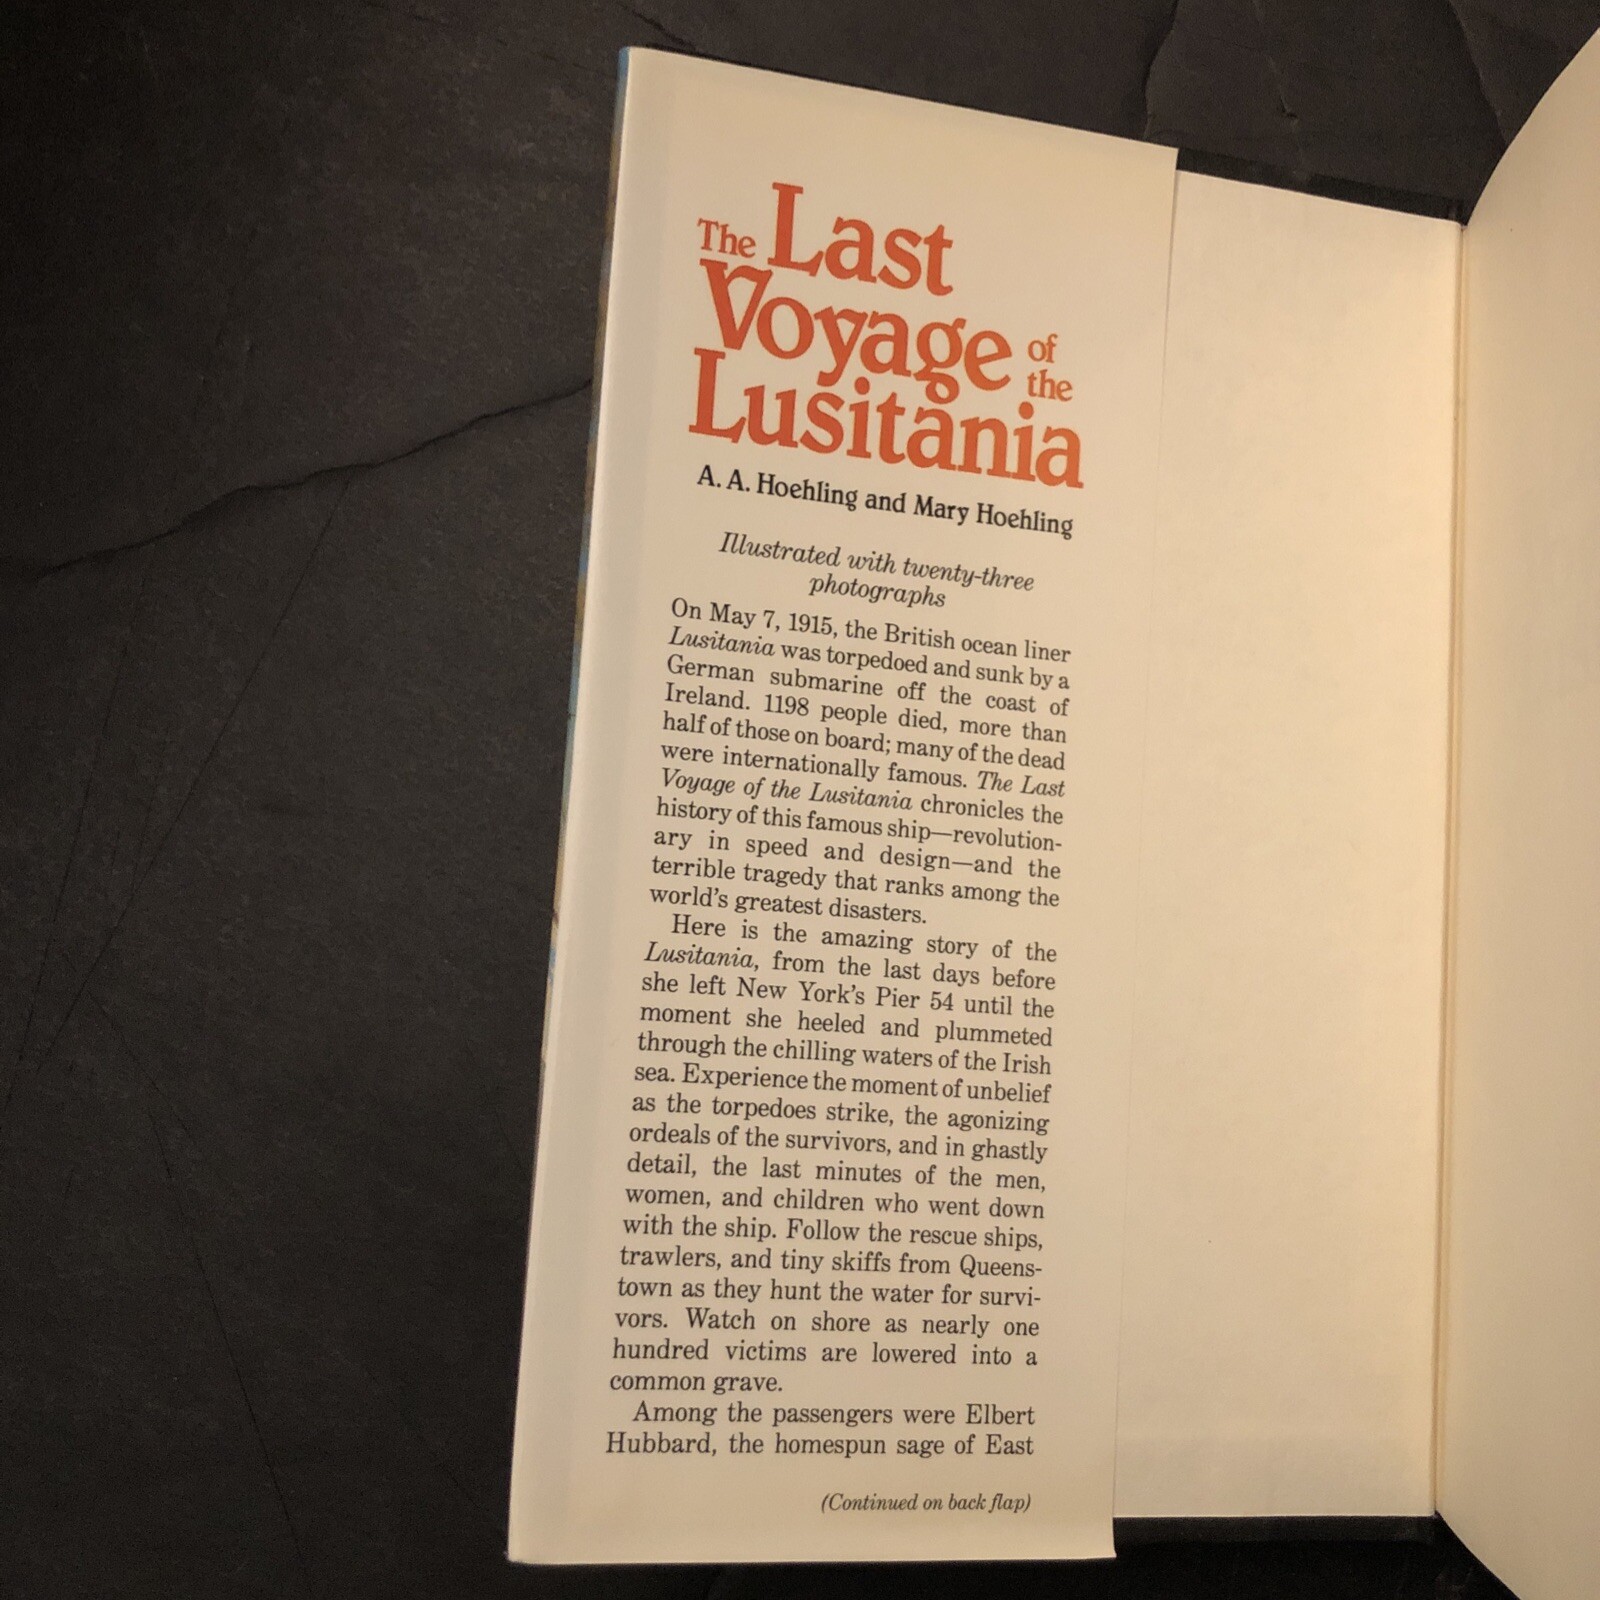 The Last
Voyage of the
Lusitania
A. A. Hoehling and Mary Hoehling
Illustrated with twenty-three
photographs
On May 7, 1915, the British ocean liner
Lusitania was torpedoed and sunk by a
German submarine off the coast of
Ireland. 1198 people died, more than
half of those on board; many of the dead
were internationally famous. The Last
Voyage of the Lusitania chronicles the
history of this famous ship—revolution-
ary in speed and design—and the
terrible tragedy that ranks among the
world's greatest disasters.
Here is the amazing story of the
Lusitania, from the last days before
she left New York's Pier 54 until the
moment she heeled and plummeted
through the chilling waters of the Irish
sea. Experience the moment of unbelief
as the torpedoes strike, the agonizing
ordeals of the survivors, and in ghastly
detail, the last minutes of the men,
women, and children who went down
with the ship. Follow the rescue ships,
trawlers, and tiny skiffs from Queens-
town as they hunt the water for survi-
vors. Watch on shore as nearly one
hundred victims are lowered into a
common grave.
Among the passengers were Elbert
Hubbard, the homespun sage of East
(Continued on back flap)